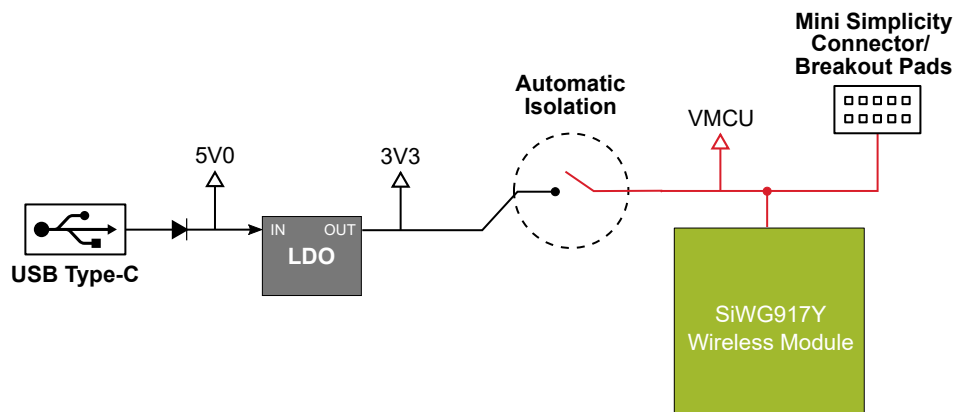 Mini Simplicity
Connector/
Breakout Pads
Automatic
Isolation
VMCU
5V0
3V3
IN OUT
LDO
USB Type-C
SiWG917Y
Wireless Module